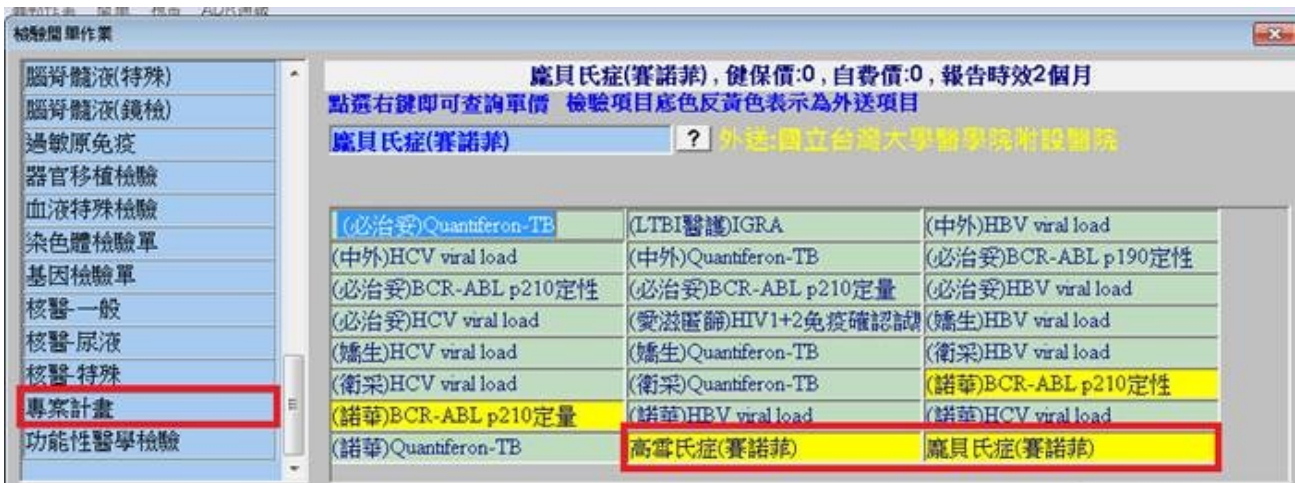 檢驗開單作業
腦脊髓液(特殊)
腦脊髓液(鏡檢)
過敏原免疫
器官移植檢驗
血液特殊檢驗
染色體檢驗單
基因檢驗單
核醫-一般
核醫-尿液
核醫-特殊
專案計畫
功能性醫學檢驗
龐貝氏症(賽諾菲) , 健保價:0 , 自費價:0 , 報告時效2個月
點選右鍵即可查詢單價 檢驗項目底色反黃色表示為外送項目
龐貝氏症(賽諾菲) ? 外送:國立台灣大學醫學院附設醫院
(必治妥)Quantiferon-TB (LTBI醫護)IGRA (中外)HBV viral load
(中外)HCV viral load (中外)Quantiferon-TB (必治妥)BCR-ABL p190定性
(必治妥)BCR-ABL p210定性 (必治妥)BCR-ABL p210定量 (必治妥)HBV viral load
(必治妥)HCV viral load (愛滋匿篩)HIV1+2免疫確認試 (嬌生)HBV viral load
(嬌生)HCV viral load (嬌生)Quantiferon-TB (衛采)HBV viral load
(衛采)HCV viral load (衛采)Quantiferon-TB (諾華)BCR-ABL p210定性
(諾華)BCR-ABL p210定量 (諾華)HBV viral load (諾華)HCV viral load
(諾華)Quantiferon-TB 高雪氏症(賽諾菲)龐貝氏症(賽諾菲)